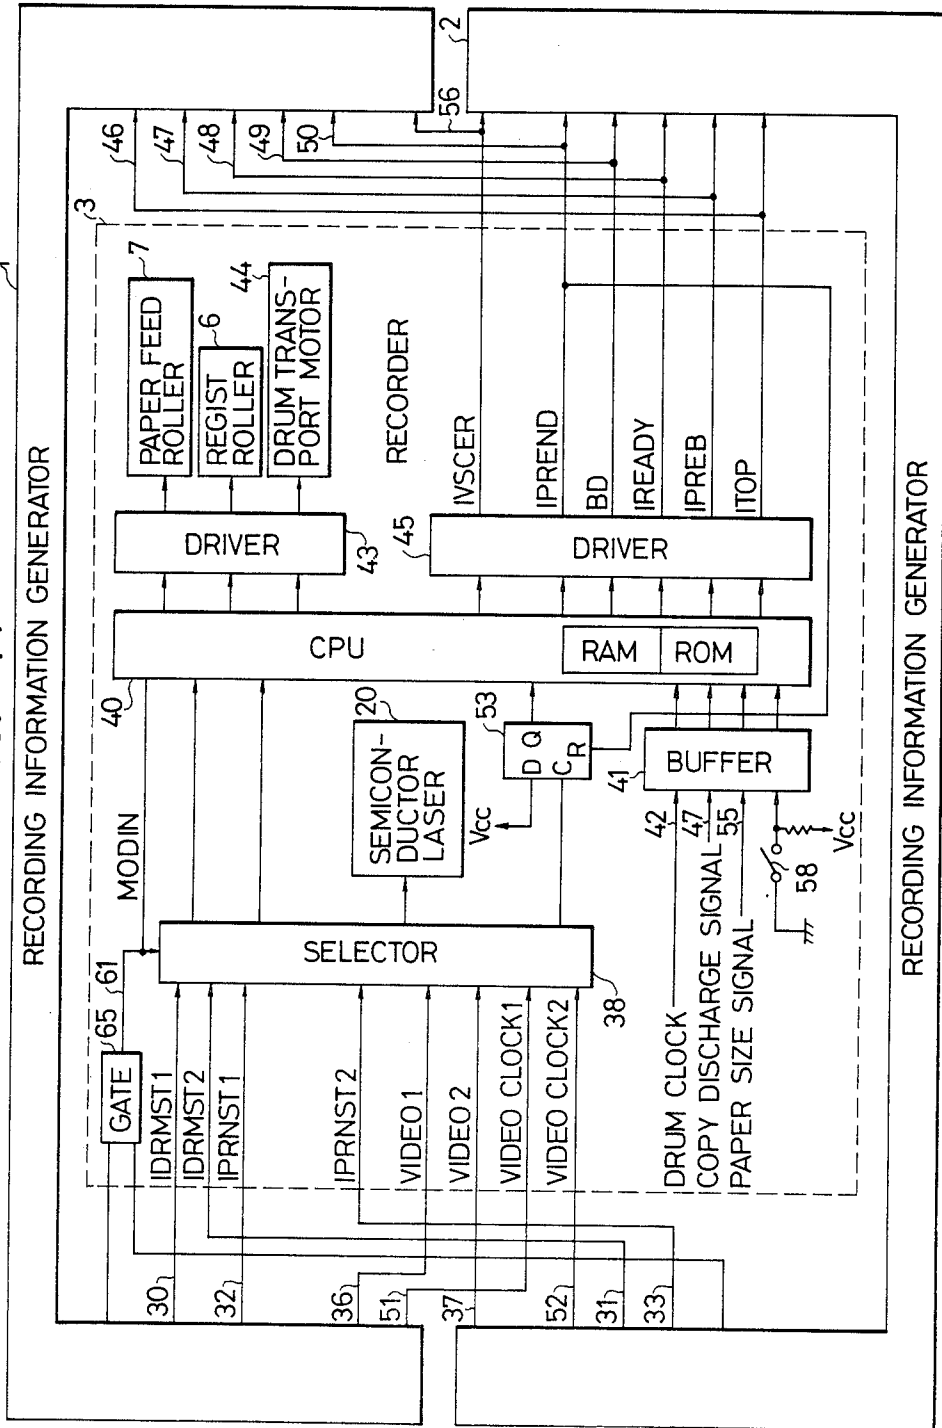 RECORDING INFORMATION GENERATOR
1
2
3
46
47
48
49
50
56
PAPER FEED
ROLLER
7
REGIST
ROLLER
6
DRUM TRANS-
PORT MOTOR
44
RECORDER
DRIVER
43
45
DRIVER
IVSCER
IPREND
BD
IREADY
IPREB
ITOP
CPU
RAM
ROM
40
MODIN
SEMICON-
DUCTOR
LASER
20
53
D Q
C R
Vcc
BUFFER
41
42
47
55
58
Vcc
SELECTOR
38
GATE
65
61
IDRMST1
IDRMST2
IPRNST1
IPRNST2
VIDEO1
VIDEO 2
VIDEO CLOCK1
VIDEO CLOCK2
DRUM CLOCK
COPY DISCHARGE SIGNAL
PAPER SIZE SIGNAL
30
32
36
51
37
52
31
33
RECORDING INFORMATION GENERATOR